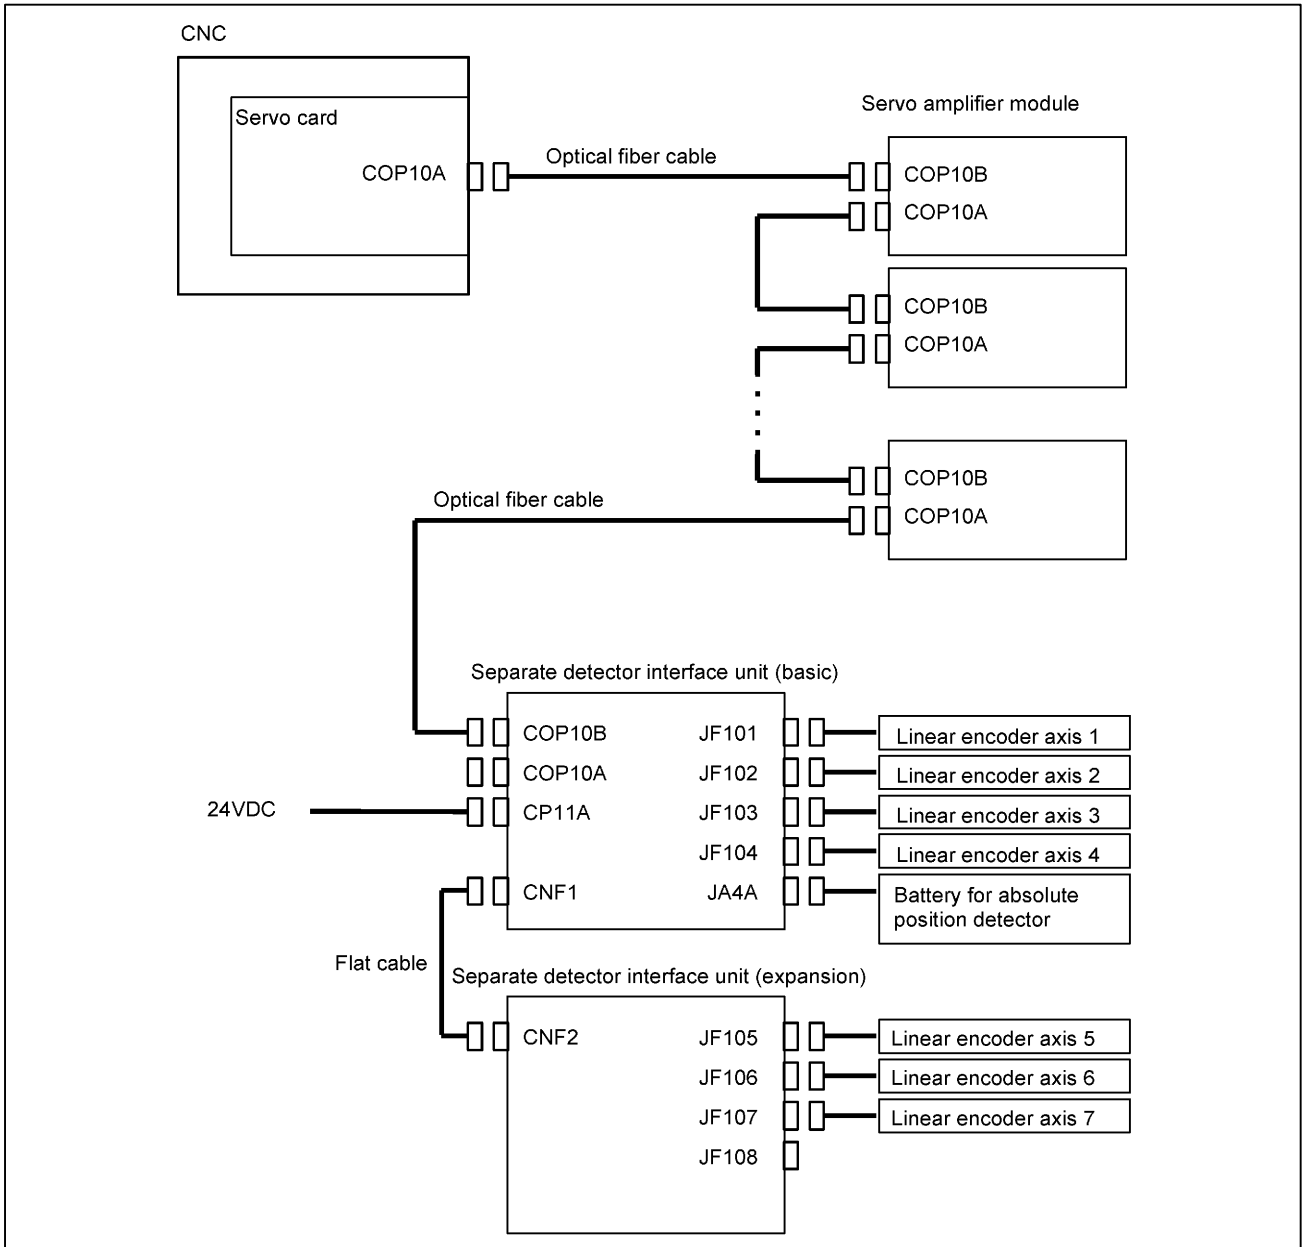 CNC
Servo card
COP10A
Optical fiber cable
Servo amplifier module
COP10B
COP10A
COP10B
COP10A
COP10B
COP10A
Optical fiber cable
Separate detector interface unit (basic)
COP10B
JF101
Linear encoder axis 1
COP10A
JF102
Linear encoder axis 2
24VDC
CP11A
JF103
Linear encoder axis 3
JF104
Linear encoder axis 4
CNF1
JA4A
Battery for absolute
position detector
Flat cable
Separate detector interface unit (expansion)
CNF2
JF105
Linear encoder axis 5
JF106
Linear encoder axis 6
JF107
Linear encoder axis 7
JF108